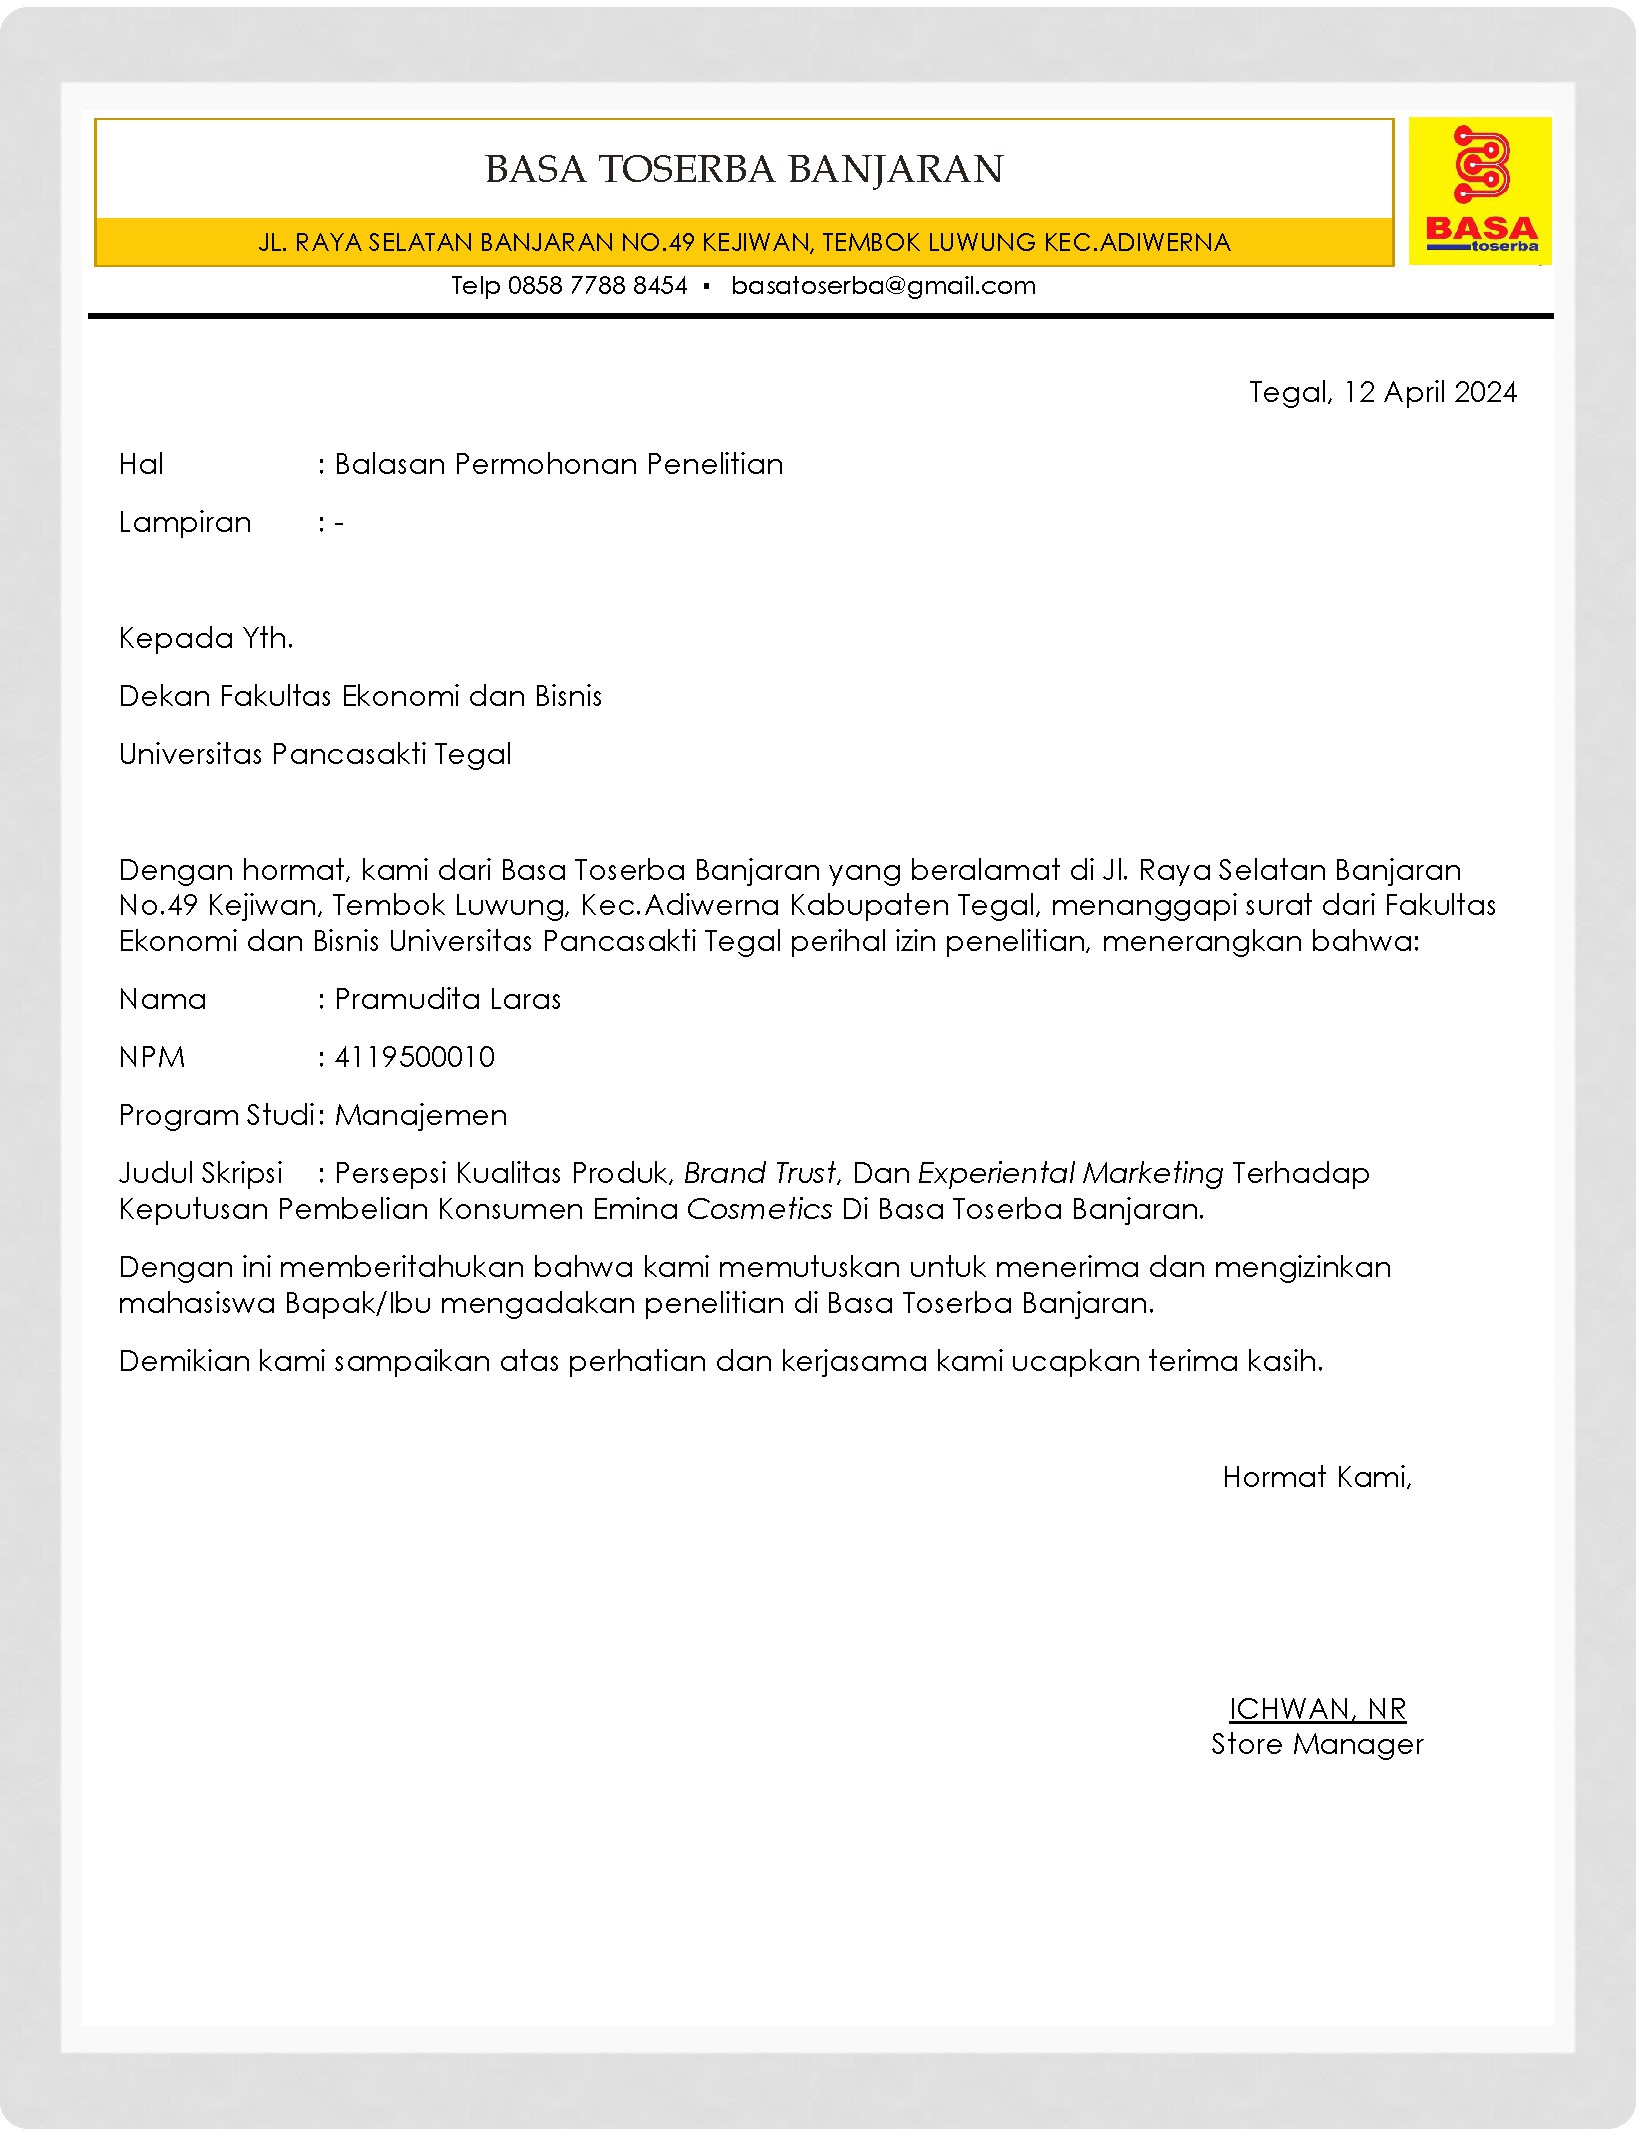 BASA TOSERBA BANJARAN
JL. RAYA SELATAN BANJARAN NO.49 KEJIWAN, TEMBOK LUWUNG KEC.ADIWERNA
BASA
toserba
Telp 0858 7788 8454 ▪ basatoserba@gmail.com
Tegal, 12 April 2024
Hal : Balasan Permohonan Penelitian
Lampiran : -
Kepada Yth.
Dekan Fakultas Ekonomi dan Bisnis
Universitas Pancasakti Tegal
Dengan hormat, kami dari Basa Toserba Banjaran yang beralamat di Jl. Raya Selatan Banjaran
No.49 Kejiwan, Tembok Luwung, Kec.Adiwerna Kabupaten Tegal, menanggapi surat dari Fakultas
Ekonomi dan Bisnis Universitas Pancasakti Tegal perihal izin penelitian, menerangkan bahwa:
Nama : Pramudita Laras
NPM : 4119500010
Program Studi : Manajemen
Judul Skripsi : Persepsi Kualitas Produk, Brand Trust, Dan Experiental Marketing Terhadap
Keputusan Pembelian Konsumen Emina Cosmetics Di Basa Toserba Banjaran.
Dengan ini memberitahukan bahwa kami memutuskan untuk menerima dan mengizinkan
mahasiswa Bapak/Ibu mengadakan penelitian di Basa Toserba Banjaran.
Demikian kami sampaikan atas perhatian dan kerjasama kami ucapkan terima kasih.
Hormat Kami,
ICHWAN, NR
Store Manager